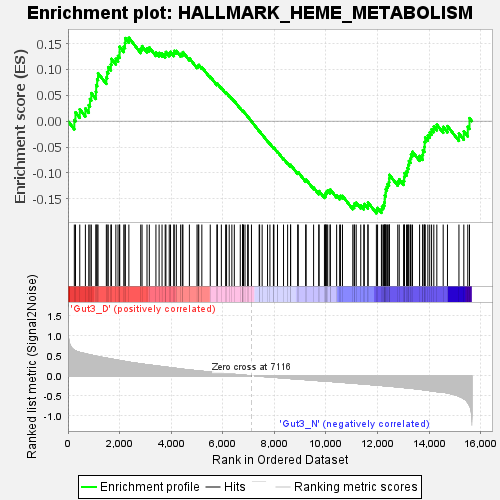 Enrichment plot: HALLMARK_HEME_METABOLISM
Enrichment score (ES)
0.15
0.10
0.05
0.00
-0.05
-0.10
-0.15
'Gut3_D' (positively correlated)
Ranked list metric (Signal2Noise)
1.5
1.0
0.5
0.0
-0.5
-1.0
Zero cross at 7116
'Gut3_N' (negatively correlated)
0 2,000 4,000 6,000 8,000 10,000 12,000 14,000 16,000
Rank in Ordered Dataset
Enrichment profile Hits Ranking metric scores